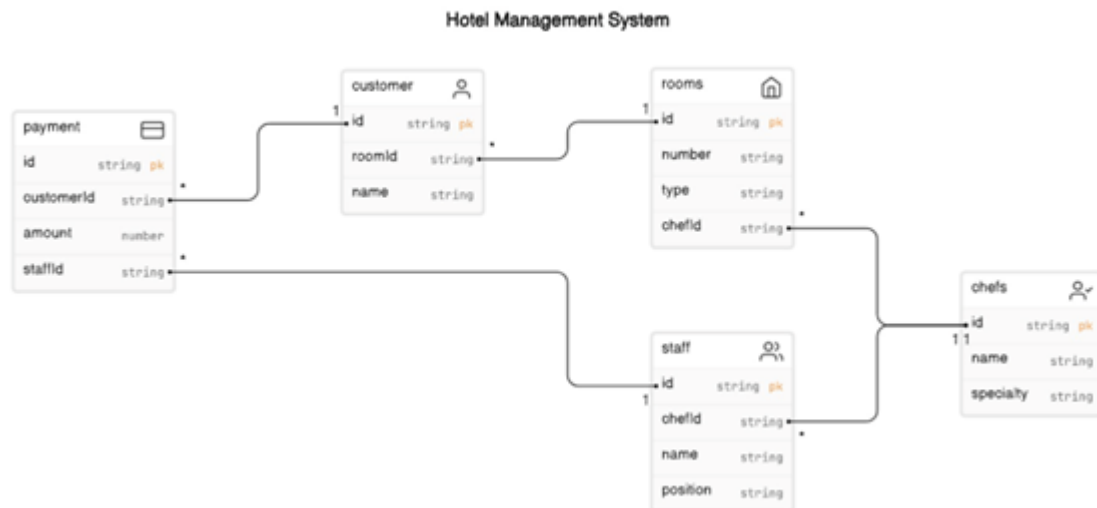 Hotel Management System
payment
id string pk
customerId string
amount number
staffId string
*
*
customer
id string pk
roomId string
name string
1
*
rooms
id string pk
number string
type string
chefId string
1
*
staff
id string pk
chefId string
name string
position string
1
*
chefs
id string pk
name string
specialty string
1 1